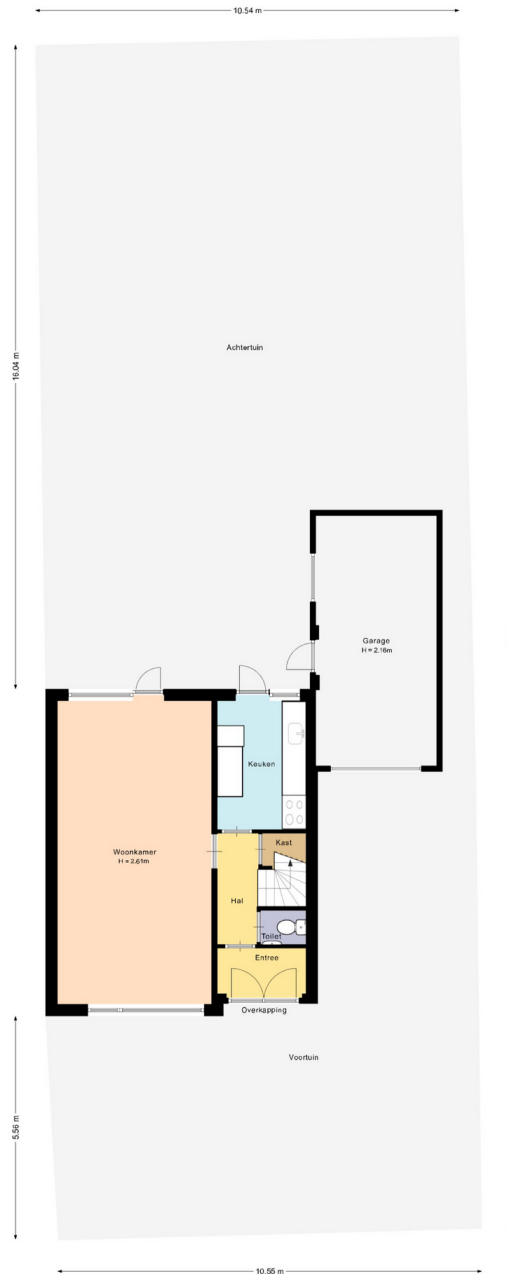 10.54 m
16.04 m
Achtertuin
Garage
H = 2.16m
Keuken
Woonkamer
H = 2.61m
Kast
Hal
Toilet
Entree
Overkapping
Voortuin
5.56 m
10.55 m